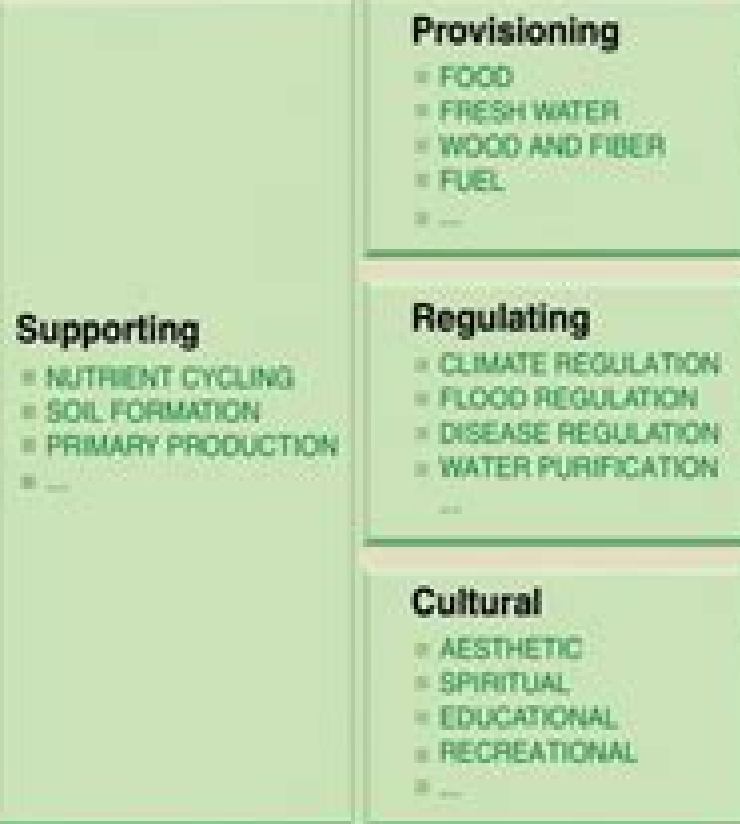 Supporting
NUTRIENT CYCLING
SOIL FORMATION
PRIMARY PRODUCTION
...
Provisioning
FOOD
FRESH WATER
WOOD AND FIBER
FUEL
...
Regulating
CLIMATE REGULATION
FLOOD REGULATION
DISEASE REGULATION
WATER PURIFICATION
...
Cultural
AESTHETIC
SPIRITUAL
EDUCATIONAL
RECREATIONAL
...